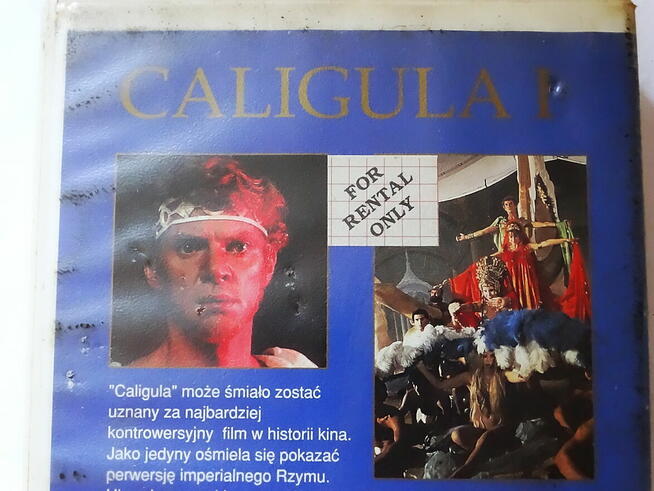 CALIGULA I
FOR
RENTAL
ONLY
"Caligula" może śmiało zostać
uznany za najbardziej
kontrowersyjny film w historii kina.
Jako jedyny ośmiela się pokazać
perwersję imperialnego Rzymu.